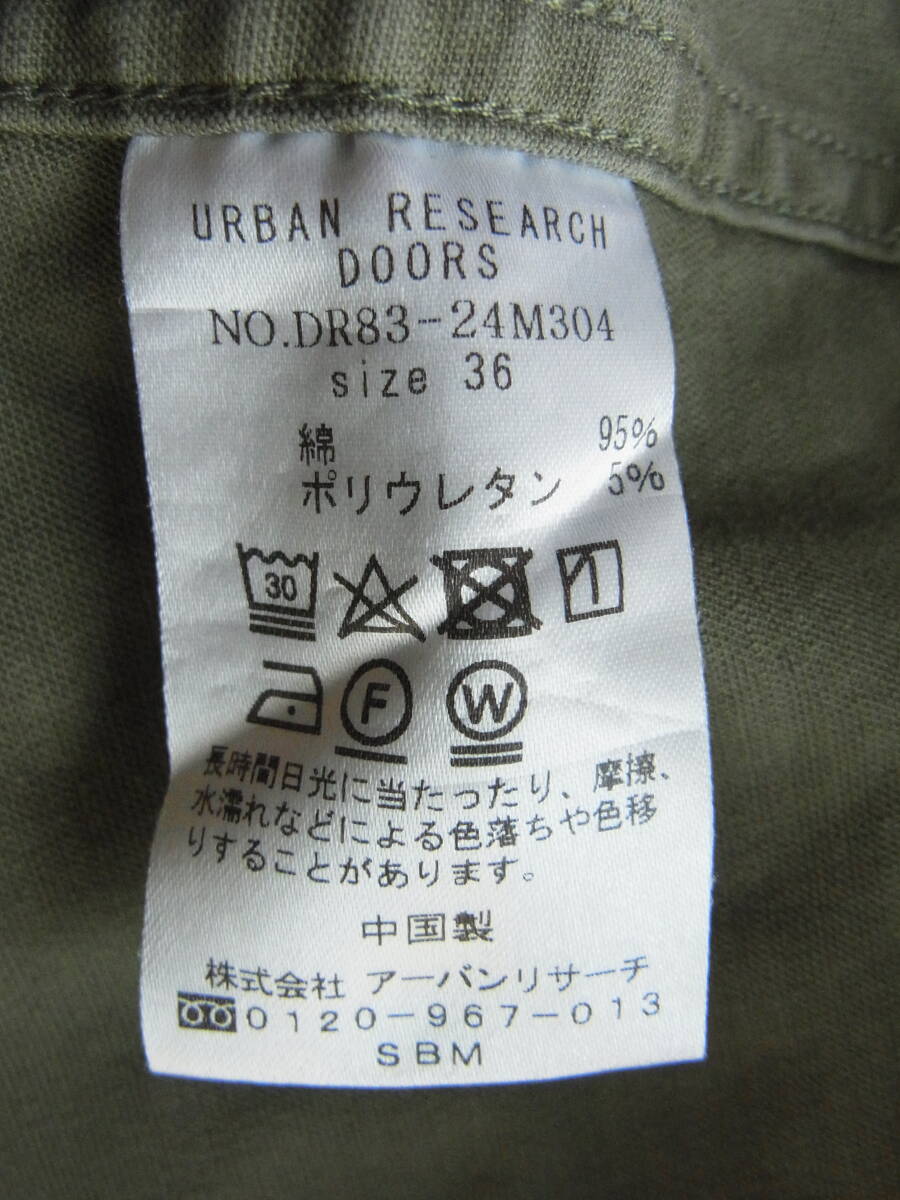 URBAN RESEARCH
DOORS
NO.DR83-24M304
size 36
綿 95%
ポリウレタン 5%
30
F W
長時間日光に当たったり、摩擦、
水濡れなどによる色落ちや色移
りすることがあります。
中国製
株式会社 アーバンリサーチ
0120-967-013
SBM